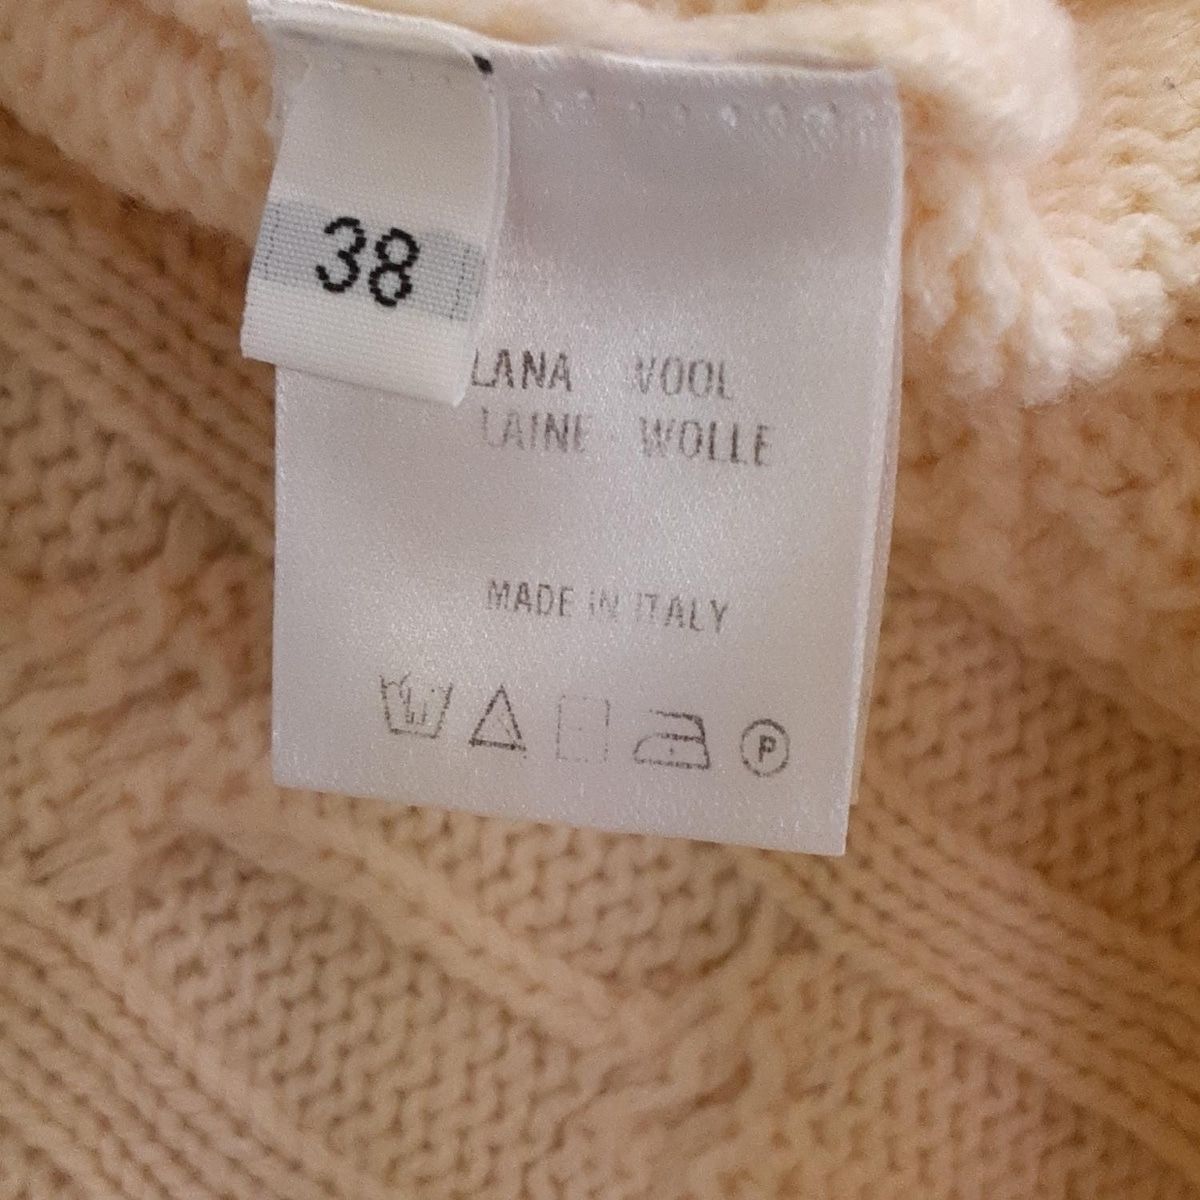 38
LANA WOOL
LAINE WOLLE
MADE IN ITALY
P